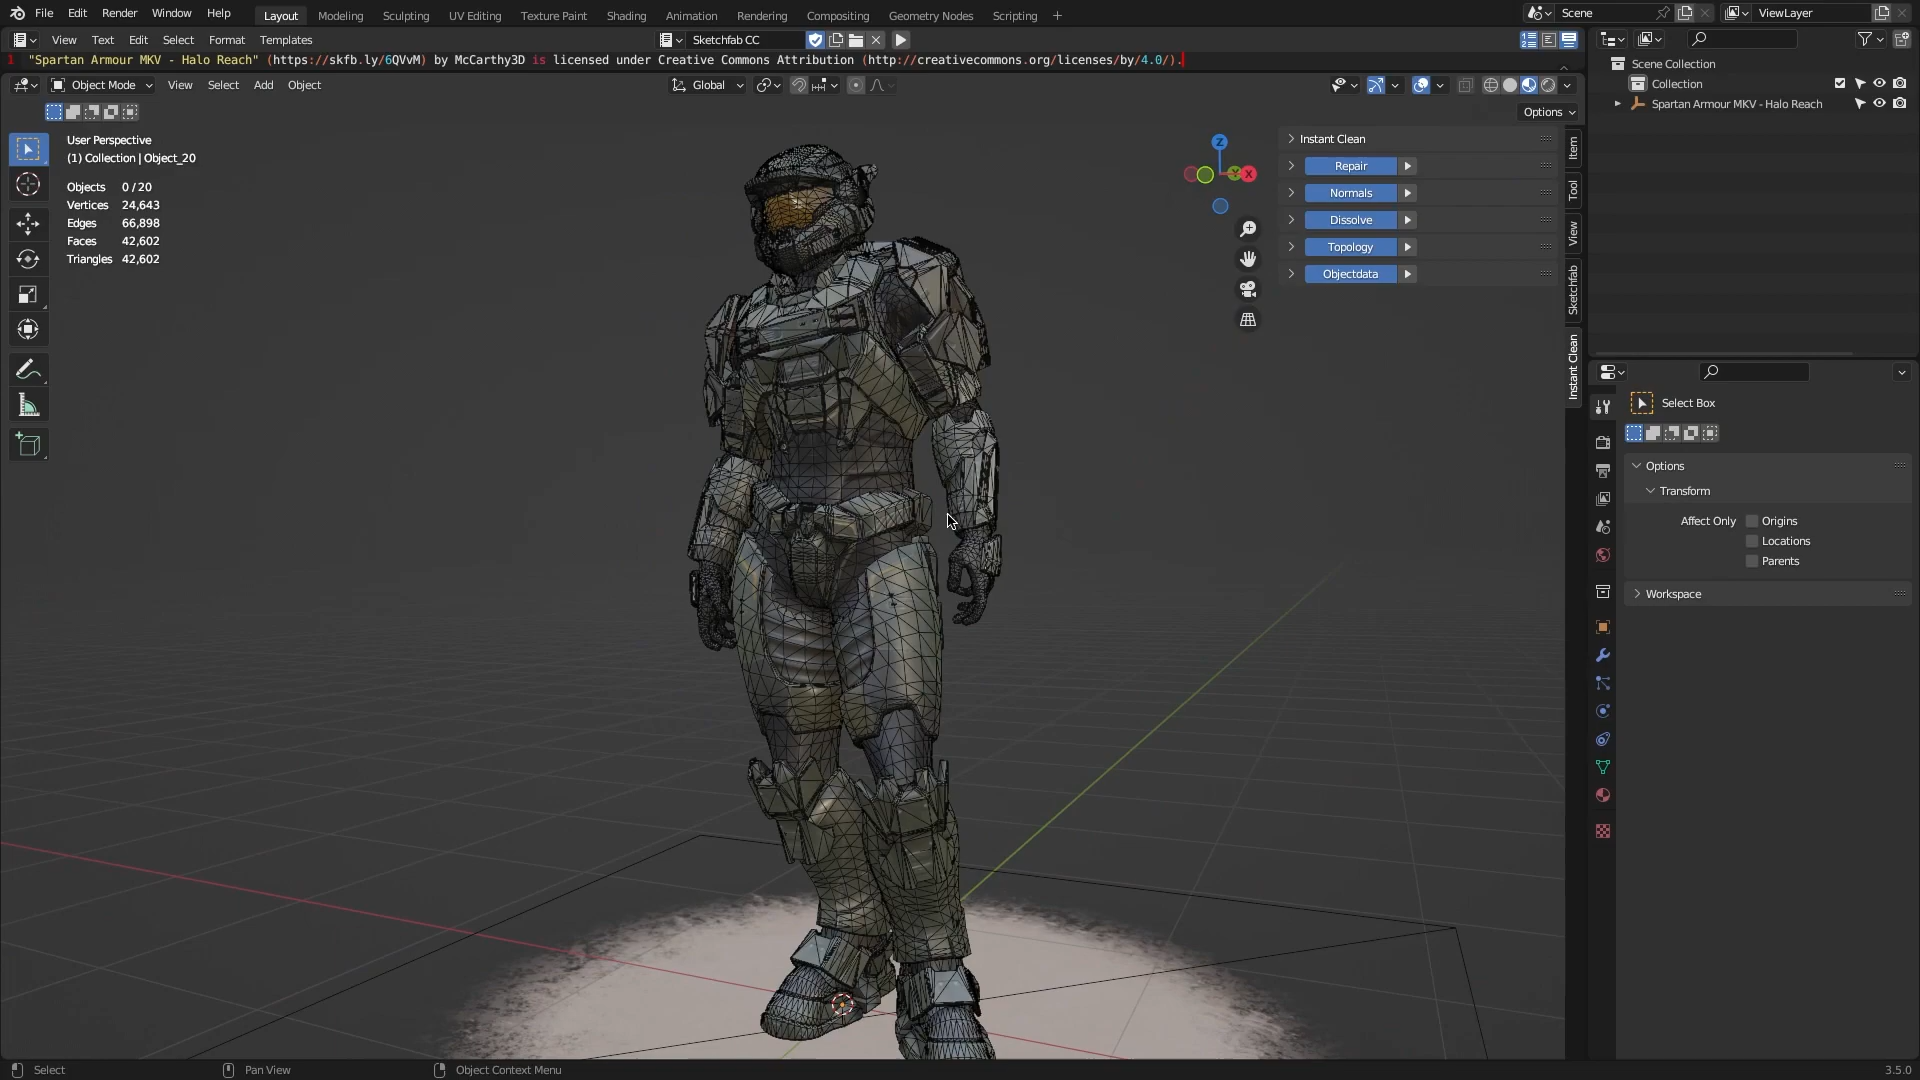 File Edit Render Window Help Layout Modeling Sculpting UV Editing Texture Paint Shading Animation Rendering Compositing Geometry Nodes Scripting + Scene ViewLayer
View Text Edit Select Format Templates Sketchfab CC
1 "Spartan Armour MKV - Halo Reach" (https://skfb.ly/6QVvM) by McCarthy3D is licensed under Creative Commons Attribution (http://creativecommons.org/licenses/by/4.0/).
Object Mode View Select Add Object Global
Options
User Perspective
(1) Collection | Object_20
Objects 0 / 20
Vertices 24,643
Edges 66,898
Faces 42,602
Triangles 42,602
Z
Y
X
Instant Clean
Repair
Normals
Dissolve
Topology
Objectdata
Item
Tool
View
Sketchfab
Instant Clean
Scene Collection
Collection
Spartan Armour MKV - Halo Reach
Select Box
Options
Transform
Affect Only Origins
Locations
Parents
Workspace
Select Pan View Object Context Menu 3.5.0